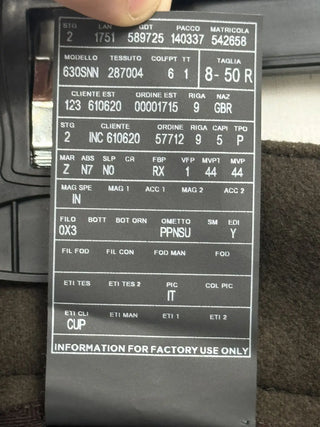 STG LAN QDT PACCO MATRICOLA
2 1751 589725 140337 542658
MODELLO TESSUTO COLFPT TT TAGLIA
630SNN 287004 6 1 8- 50 R
CLIENTE EST ORDINE EST RIGA NAZ
123 610620 00001715 9 GBR
STG CLIENTE ORDINE RIGA CAPI TPO
2 INC 610620 57712 9 5 P
MAR ABS SLP CR FBP VFP MVP1 MVP
Z N7 NO RX 1 44 44
MAG SPE MAG 1 ACC 1 MAG 2 ACC 2
IN
FILO BOTT BOT ORN OMETTO SM EDI
0X3 PPNSU Y
FIL FOD FIL CON FOD MAN FOD
ETI TES ETI TES 2 PIC COL PIC
IT
ETI CLI ETI MAN ETI 1 ETI 2
CUP
INFORMATION FOR FACTORY USE ONLY